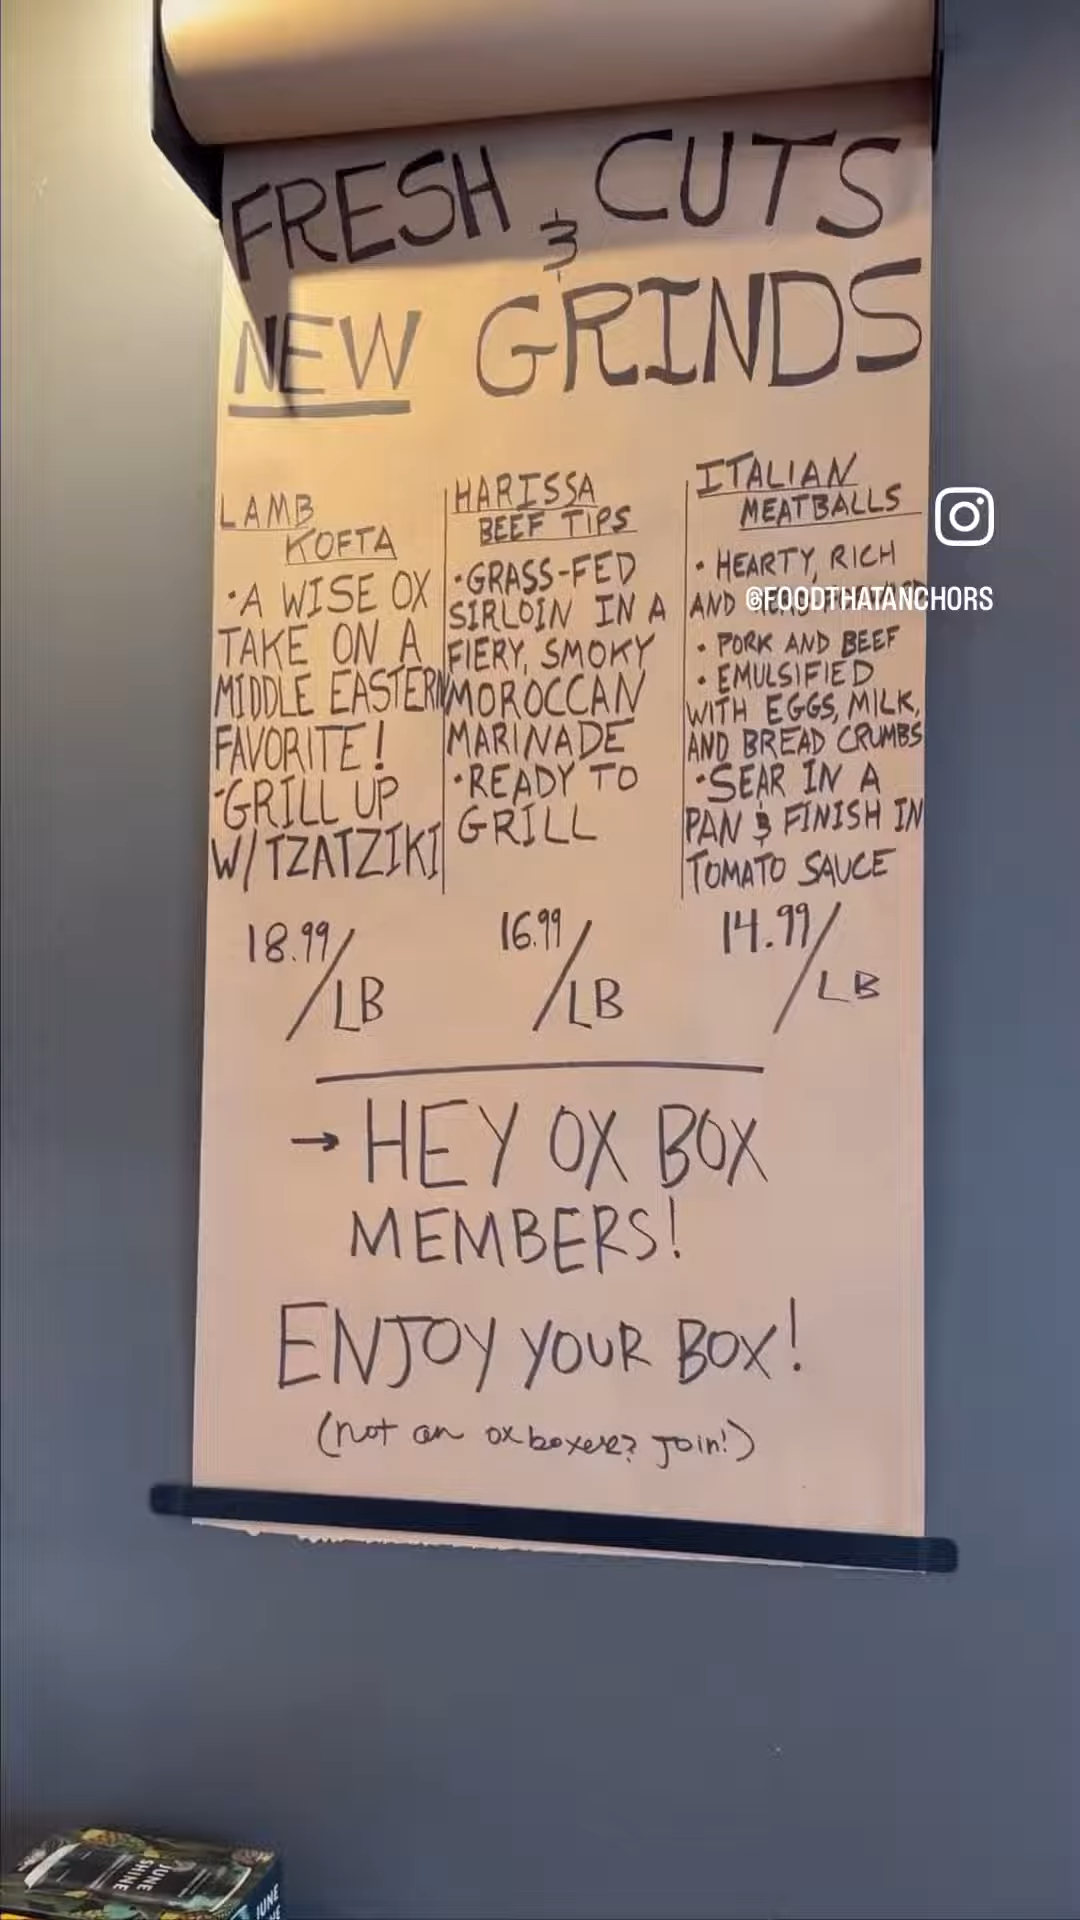 FRESH & CUTS
NEW GRINDS
LAMB
KOFTA
•A WISE OX
TAKE ON A
MIDDLE EASTERN
FAVORITE!
•GRILL UP
W/TZATZIKI
18.99/LB
HARISSA
BEEF TIPS
•GRASS-FED
SIRLOIN IN A
FIERY, SMOKY
MOROCCAN
MARINADE
•READY TO
GRILL
16.99/LB
ITALIAN
MEATBALLS
• HEARTY, RICH
AND
• PORK AND BEEF
• EMULSIFIED
WITH EGGS, MILK,
AND BREAD CRUMBS
•SEAR IN A
PAN & FINISH IN
TOMATO SAUCE
14.99/LB
@FOODTHATANCHORS
→ HEY OX BOX
MEMBERS!
ENJOY YOUR BOX!
(not an ox boxer? Join!)
JUNE
SHINE
JUNE